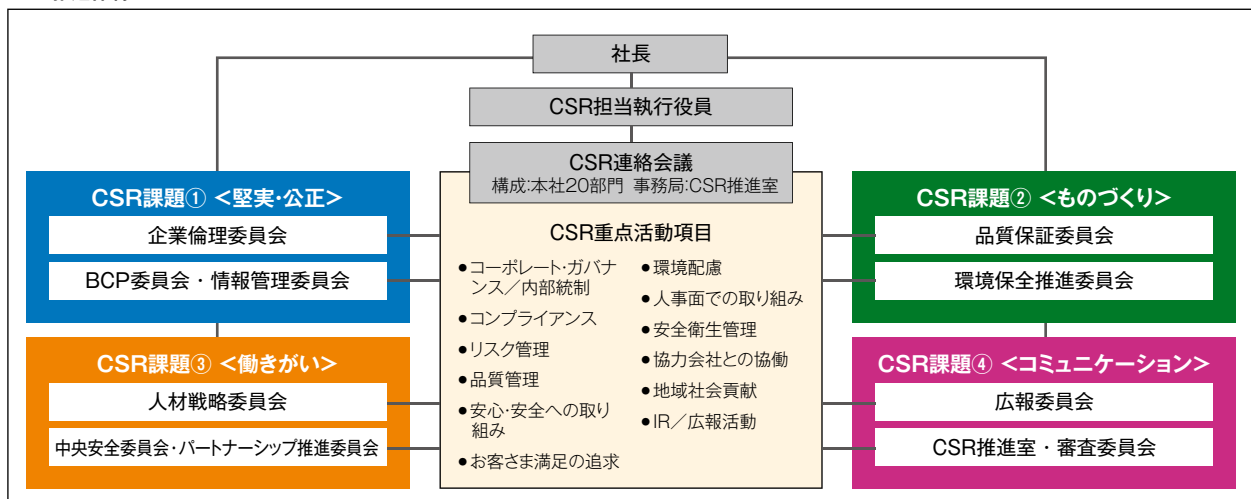 社長
CSR担当執行役員
CSR連絡会議
構成:本社20部門 事務局:CSR推進室
CSR課題① <堅実・公正>
企業倫理委員会
BCP委員会・情報管理委員会
CSR課題② <ものづくり>
品質保証委員会
環境保全推進委員会
CSR重点活動項目
●コーポレート・ガバナ
ンス／内部統制
●コンプライアンス
●リスク管理
●品質管理
●安心・安全への取り
組み
●お客さま満足の追求
●環境配慮
●人事面での取り組み
●安全衛生管理
●協力会社との協働
●地域社会貢献
●IR／広報活動
CSR課題③ <働きがい>
人材戦略委員会
中央安全委員会・パートナーシップ推進委員会
CSR課題④ <コミュニケーション>
広報委員会
CSR推進室・審査委員会